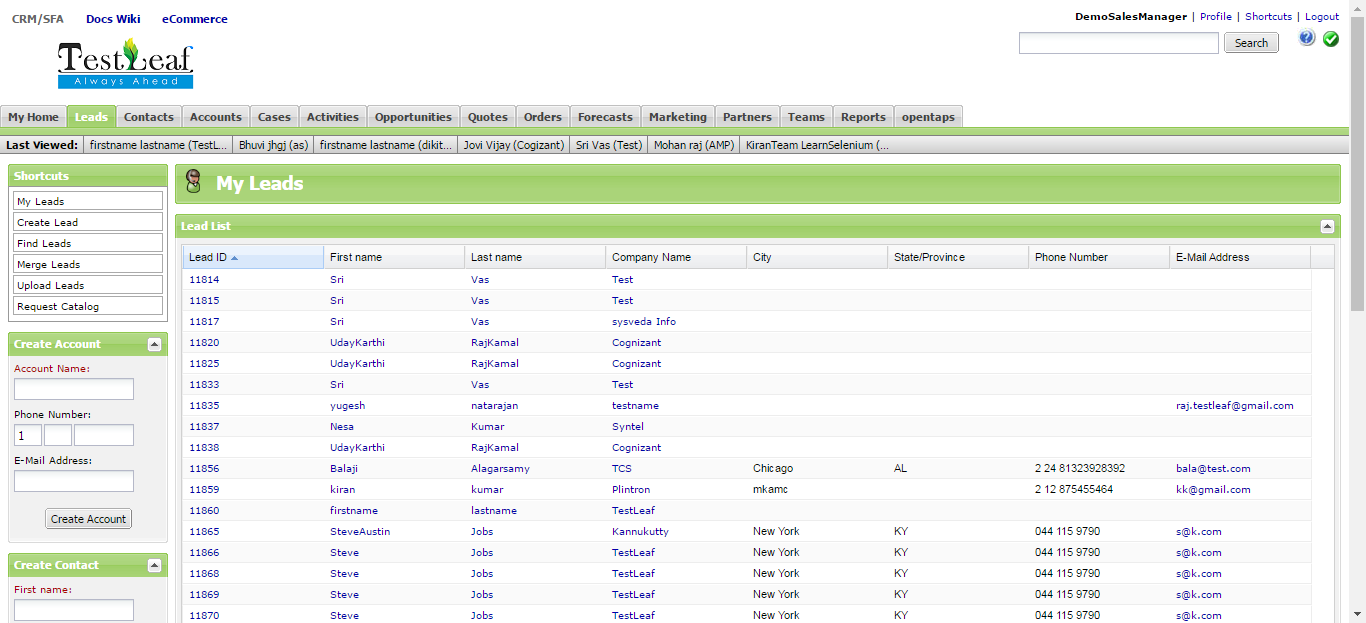 CRM/SFA Docs Wiki eCommerce
DemoSalesManager | Profile | Shortcuts | Logout
TestLeaf
Always Ahead
Search
My Home Leads Contacts Accounts Cases Activities Opportunities Quotes Orders Forecasts Marketing Partners Teams Reports opentaps
Last Viewed: firstname lastname (TestL... Bhuvi jhgj (as) firstname lastname (dikit... Jovi Vijay (Cogizant) Sri Vas (Test) Mohan raj (AMP) KiranTeam LearnSelenium (...
Shortcuts
My Leads
Create Lead
Find Leads
Merge Leads
Upload Leads
Request Catalog
Create Account
Account Name:
Phone Number:
1
E-Mail Address:
Create Account
Create Contact
First name:
My Leads
Lead List
Lead ID First name Last name Company Name City State/Province Phone Number E-Mail Address
11814 Sri Vas Test
11815 Sri Vas Test
11817 Sri Vas sysveda Info
11820 UdayKarthi RajKamal Cognizant
11825 UdayKarthi RajKamal Cognizant
11833 Sri Vas Test
11835 yugesh natarajan testname raj.testleaf@gmail.com
11837 Nesa Kumar Syntel
11838 UdayKarthi RajKamal Cognizant
11856 Balaji Alagarsamy TCS Chicago AL 2 24 81323928392 bala@test.com
11859 kiran kumar Plintron mkamc 2 12 875455464 kk@gmail.com
11860 firstname lastname TestLeaf
11865 SteveAustin Jobs Kannukutty New York KY 044 115 9790 s@k.com
11866 Steve Jobs TestLeaf New York KY 044 115 9790 s@k.com
11868 Steve Jobs TestLeaf New York KY 044 115 9790 s@k.com
11869 Steve Jobs TestLeaf New York KY 044 115 9790 s@k.com
11870 Steve Jobs TestLeaf New York KY 044 115 9790 s@k.com